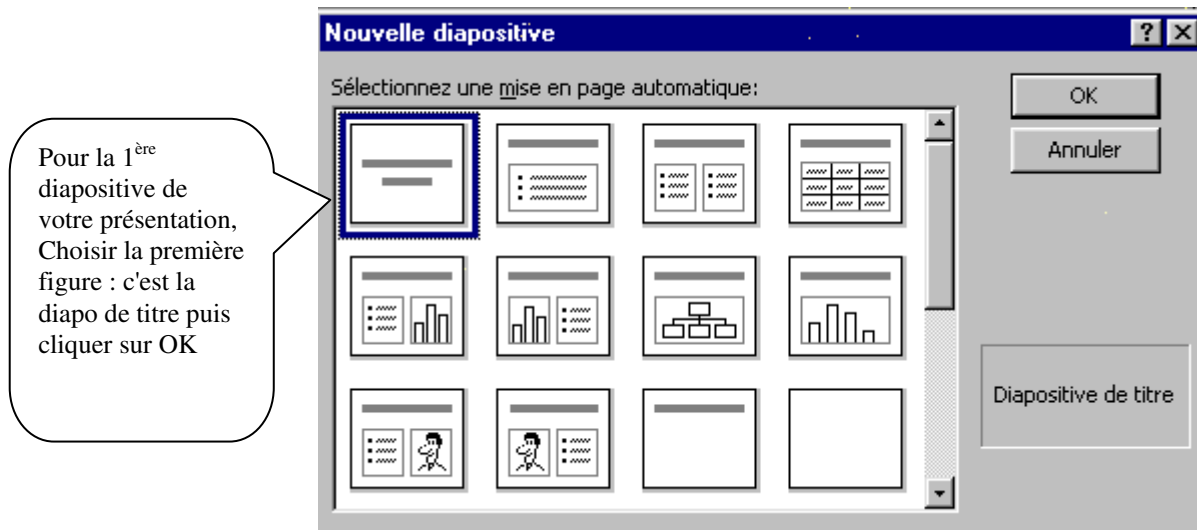 Nouvelle diapositive
Sélectionnez une mise en page automatique:
OK
Annuler
Pour la 1ère
diapositive de
votre présentation,
Choisir la première
figure : c'est la
diapo de titre puis
cliquer sur OK
Diapositive de titre